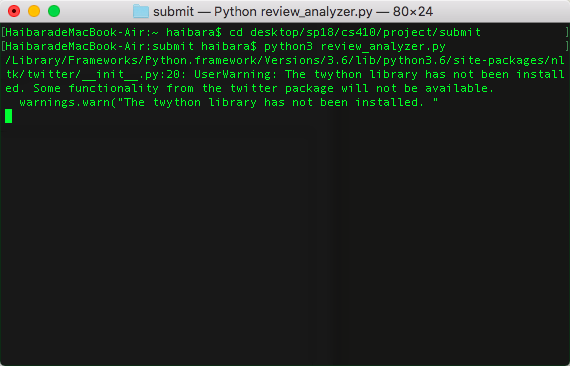 submit — Python review_analyzer.py — 80×24
[HaibaradeMacBook-Air:~ haibara$ cd desktop/sp18/cs410/project/submit ]
[HaibaradeMacBook-Air:submit haibara$ python3 review_analyzer.py ]
/Library/Frameworks/Python.framework/Versions/3.6/lib/python3.6/site-packages/nl
tk/twitter/__init__.py:20: UserWarning: The twython library has not been install
ed. Some functionality from the twitter package will not be available.
  warnings.warn("The twython library has not been installed. "